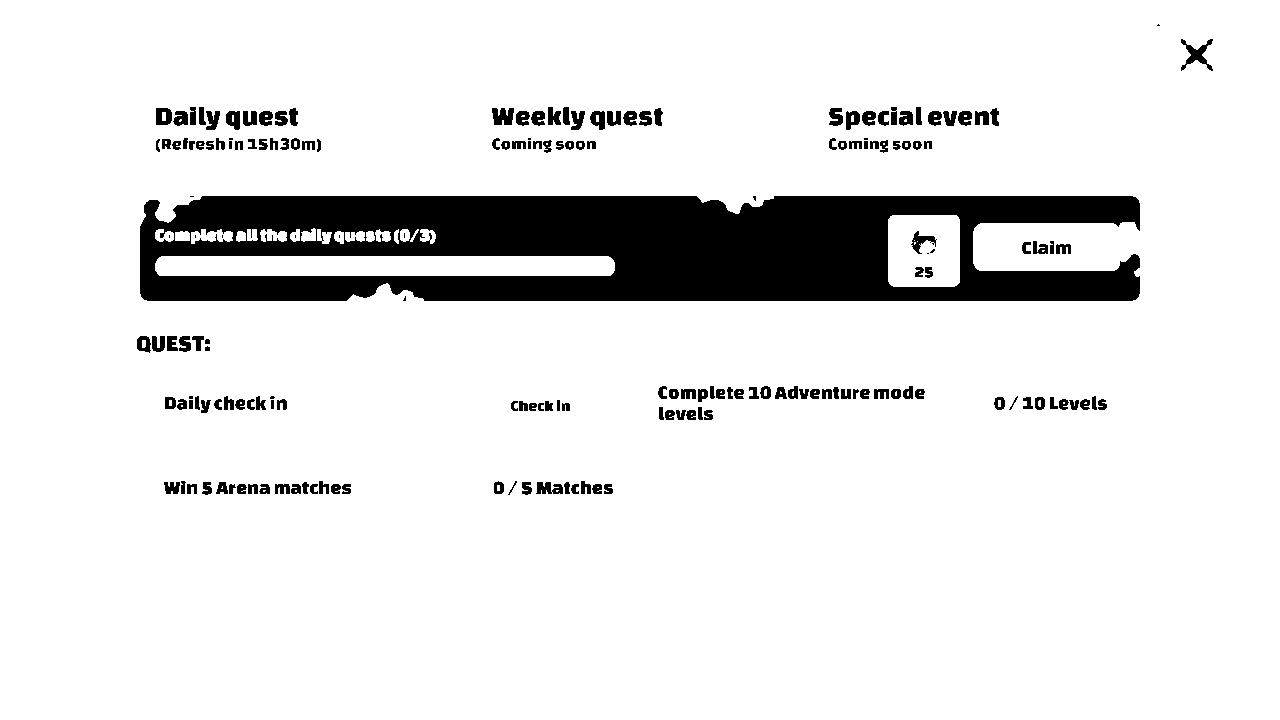 Daily quest
(Refresh in 15h30m)
Weekly quest
Coming soon
Special event
Coming soon
Complete all the daily quests (0/3)
25
Claim
QUEST:
Daily check in
Check in
Complete 10 Adventure mode
levels
0 / 10 Levels
Win 5 Arena matches
0 / 5 Matches